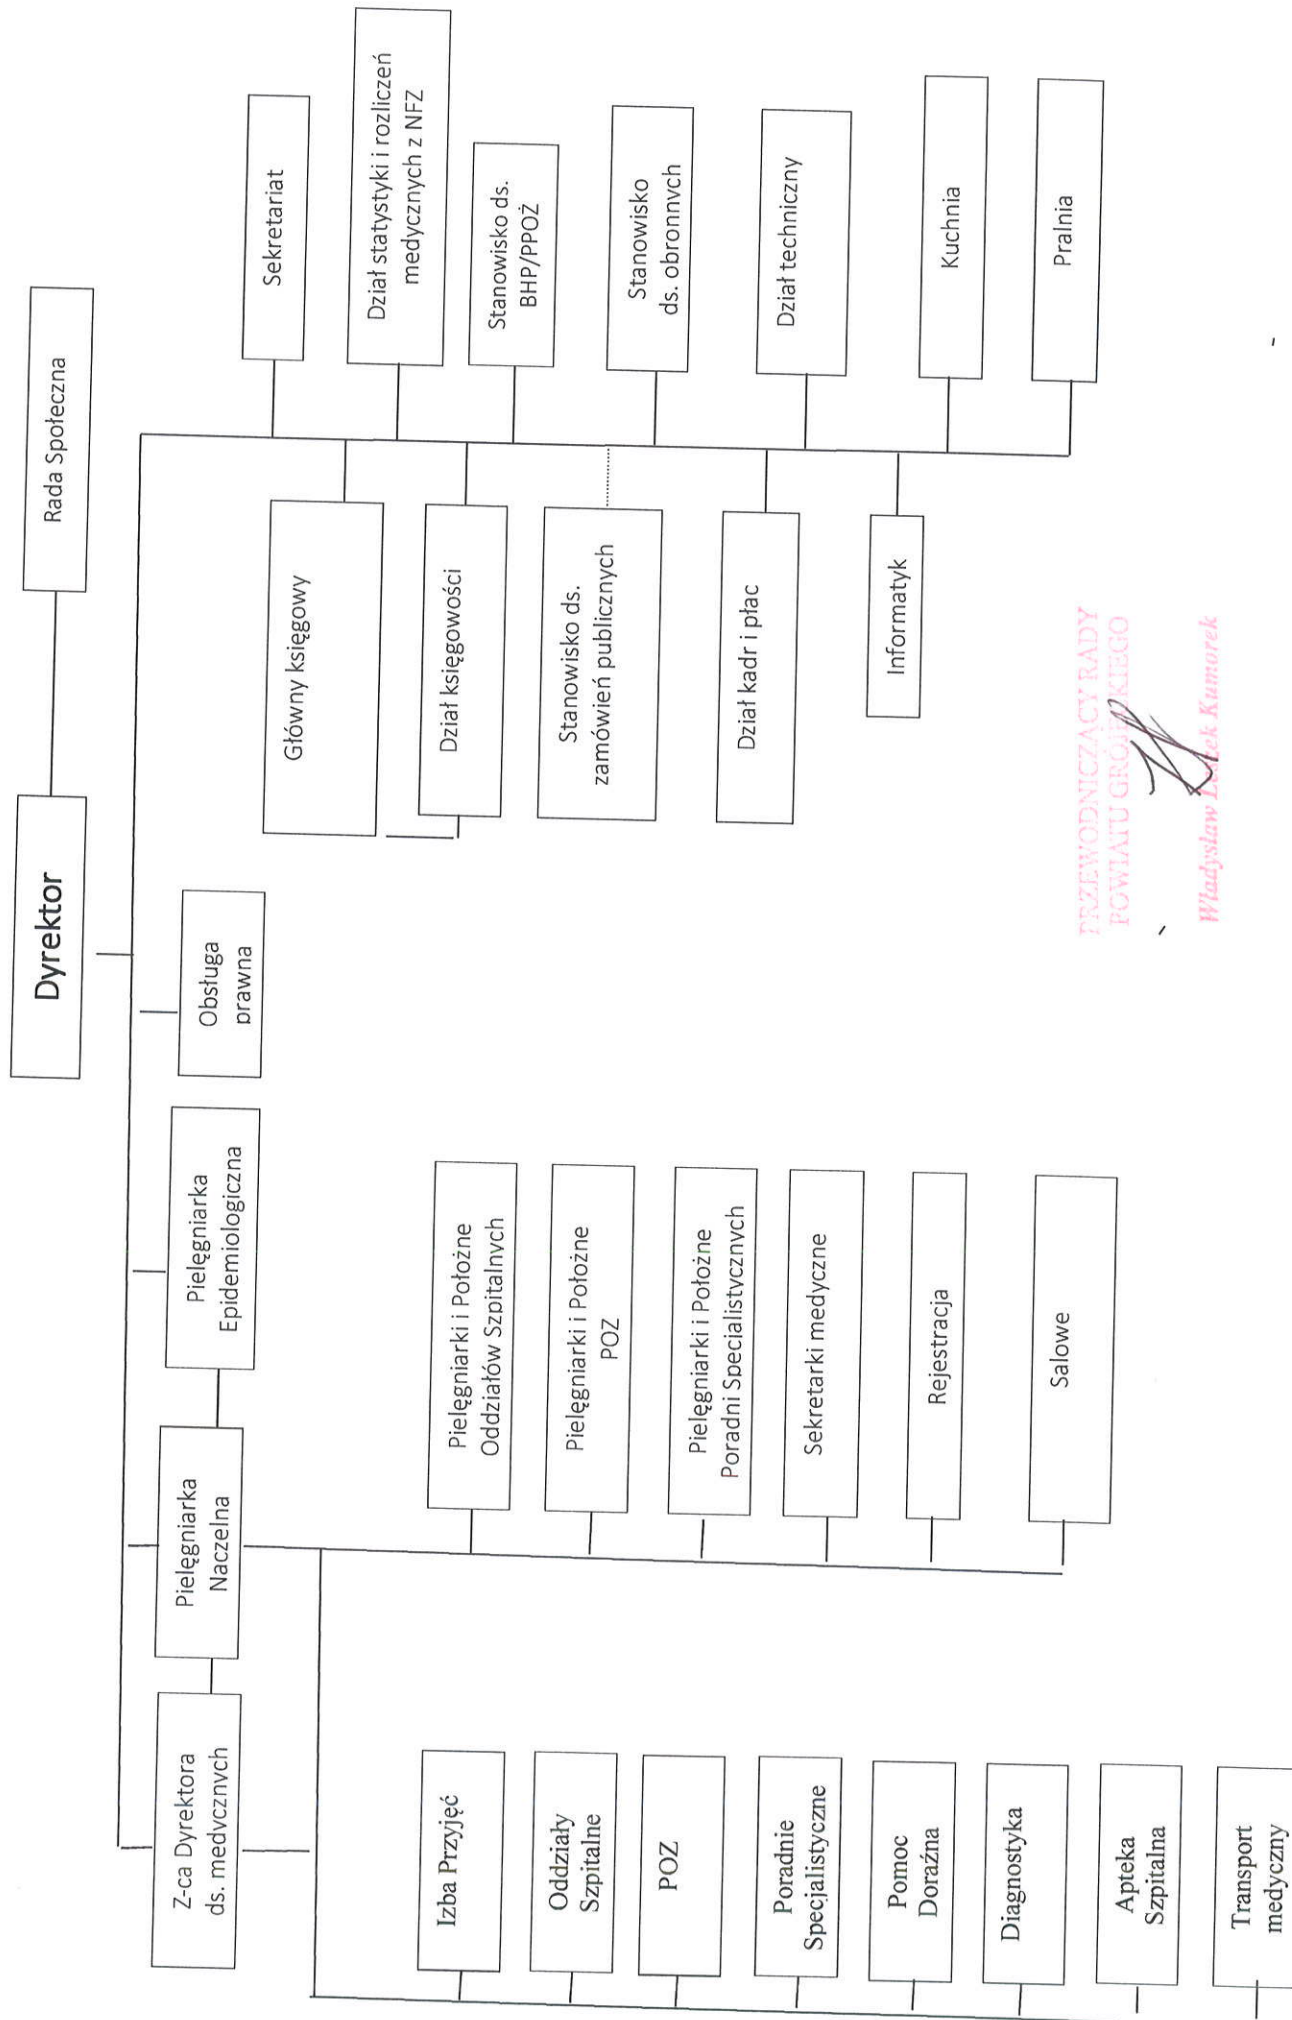 Dyrektor
Rada Społeczna
Z-ca Dyrektora
ds. medycznych
Pielęgniarka
Naczelna
Pielęgniarka
Epidemiologiczna
Obsługa
prawna
Izba Przyjęć
Oddziały
Szpitalne
POZ
Poradnie
Specjalistyczne
Pomoc
Doraźna
Diagnostyka
Apteka
Szpitalna
Transport
medyczny
Pielęgniarki i Położne
Oddziałów Szpitalnych
Pielęgniarki i Położne
POZ
Pielęgniarki i Położne
Poradni Specialistycznych
Sekretarki medyczne
Rejestracja
Salowe
Główny księgowy
Dział księgowości
Stanowisko ds.
zamówień publicznych
Dział kadr i płac
Informatyk
Sekretariat
Dział statystyki i rozliczeń
medycznych z NFZ
Stanowisko ds.
BHP/PPOŻ
Stanowisko
ds. obronnych
Dział techniczny
Kuchnia
Pralnia
PRZEWODNICZĄCY RADY
POWIATU GRÓJECKIEGO
Władysław Leszek Kumorek